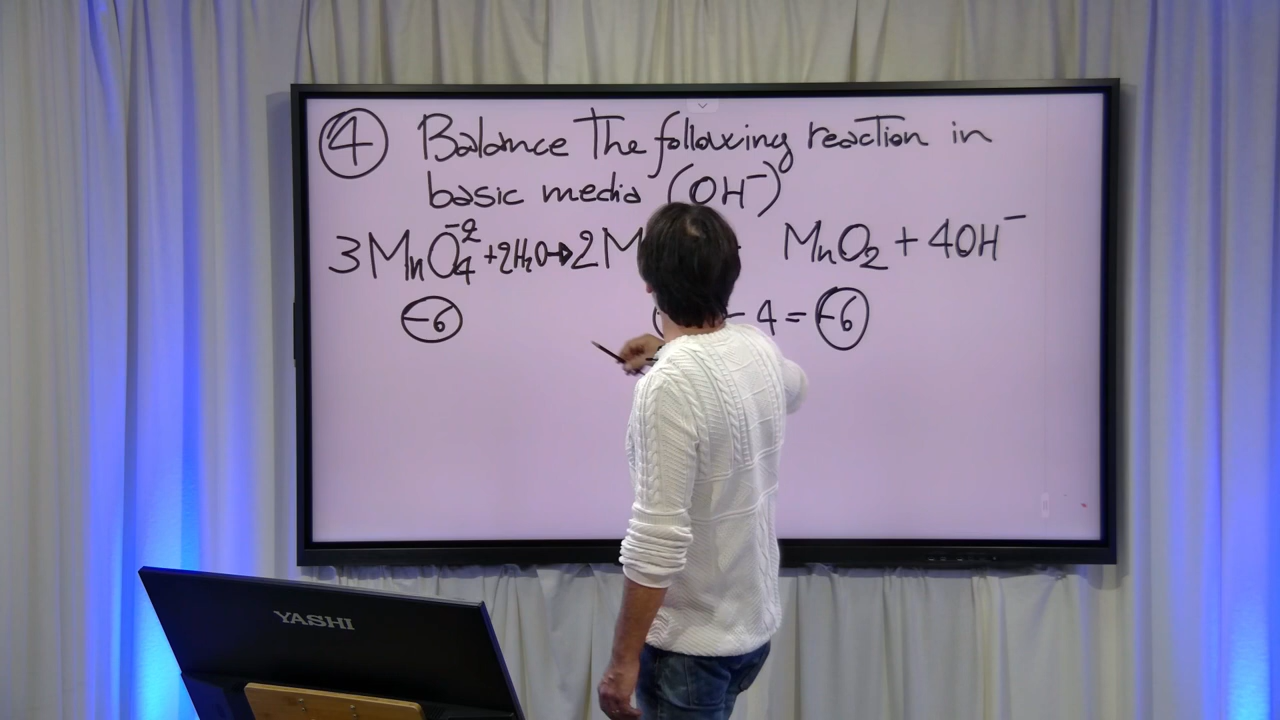 ④ Balance the following reaction in
basic media (OH⁻)
3MnO₄⁻² + 2H₂O → 2M MnO₂ + 4OH⁻
-6 - 4 = -6
YASHI